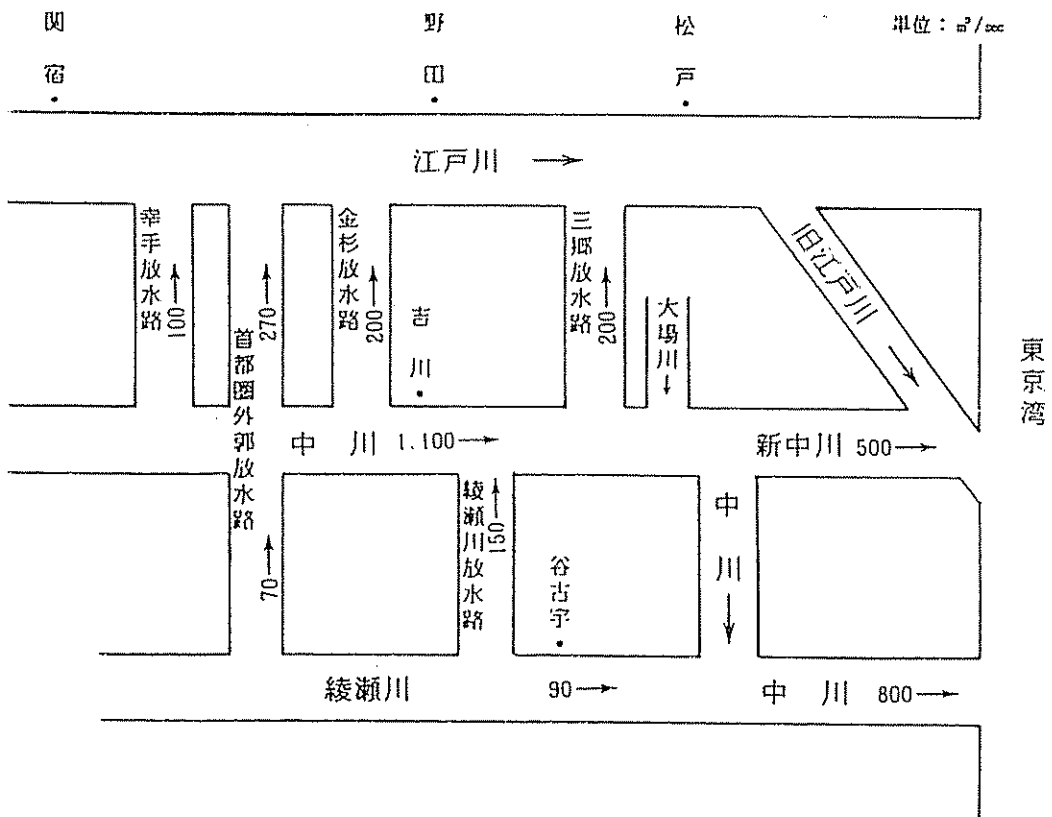 関宿
野田
松戸
単位：㎥/sec
江戸川
幸手放水路
100
首都圏外郭放水路
270
金杉放水路
200
吉川
三郷放水路
200
大場川
旧江戸川
東京湾
中川 1.100
新中川 500
70
綾瀬川放水路
150
谷古宇
中川
綾瀬川 90
中川 800